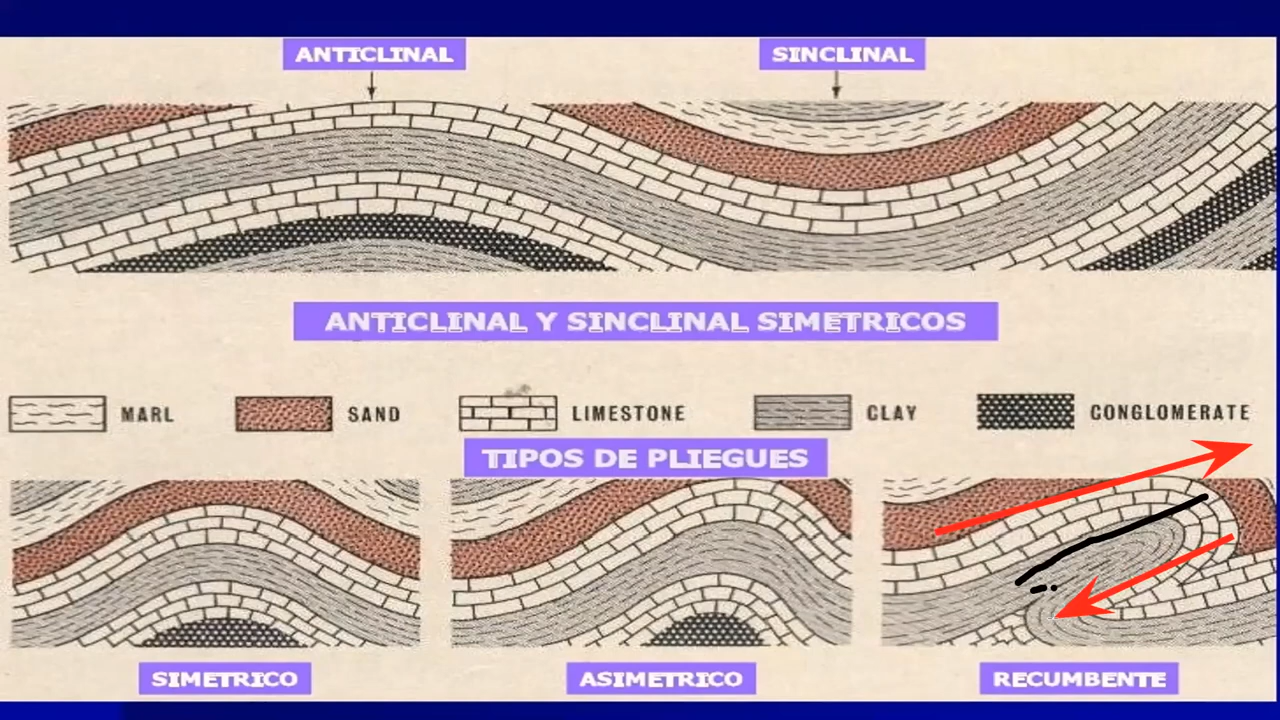 ANTICLINAL
SINCLINAL
ANTICLINAL Y SINCLINAL SIMETRICOS
MARL SAND LIMESTONE CLAY CONGLOMERATE
TIPOS DE PLIEGUES
SIMETRICO
ASIMETRICO
RECUMBENTE